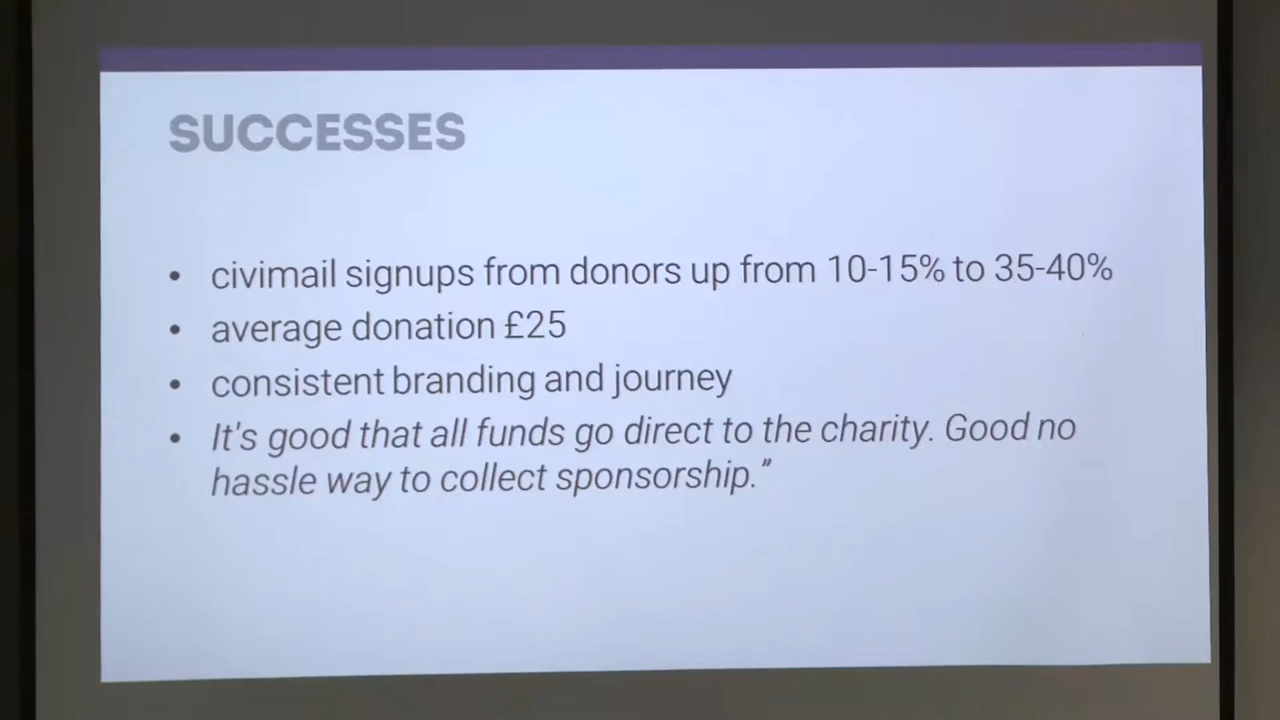 SUCCESSES
• civimail signups from donors up from 10-15% to 35-40%
• average donation £25
• consistent branding and journey
• It's good that all funds go direct to the charity. Good no
hassle way to collect sponsorship.”